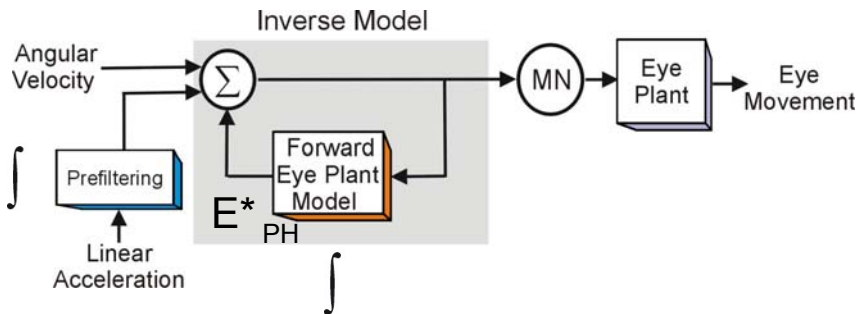 Inverse Model
Angular
Velocity
Σ
MN
Eye
Plant
Eye
Movement
∫
Prefiltering
Forward
Eye Plant
Model
E*
PH
Linear
Acceleration
∫